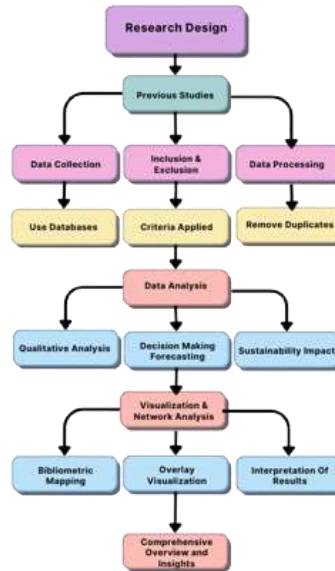 Research Design
Previous Studies
Data Collection
Inclusion &
Exclusion
Data Processing
Use Databases
Criteria Applied
Remove Duplicates
Data Analysis
Qualitative Analysis
Decision Making
Forecasting
Sustainability Impact
Visualization &
Network Analysis
Bibliometric
Mapping
Overlay
Visualization
Interpretation Of
Results
Comprehensive
Overview and
Insights